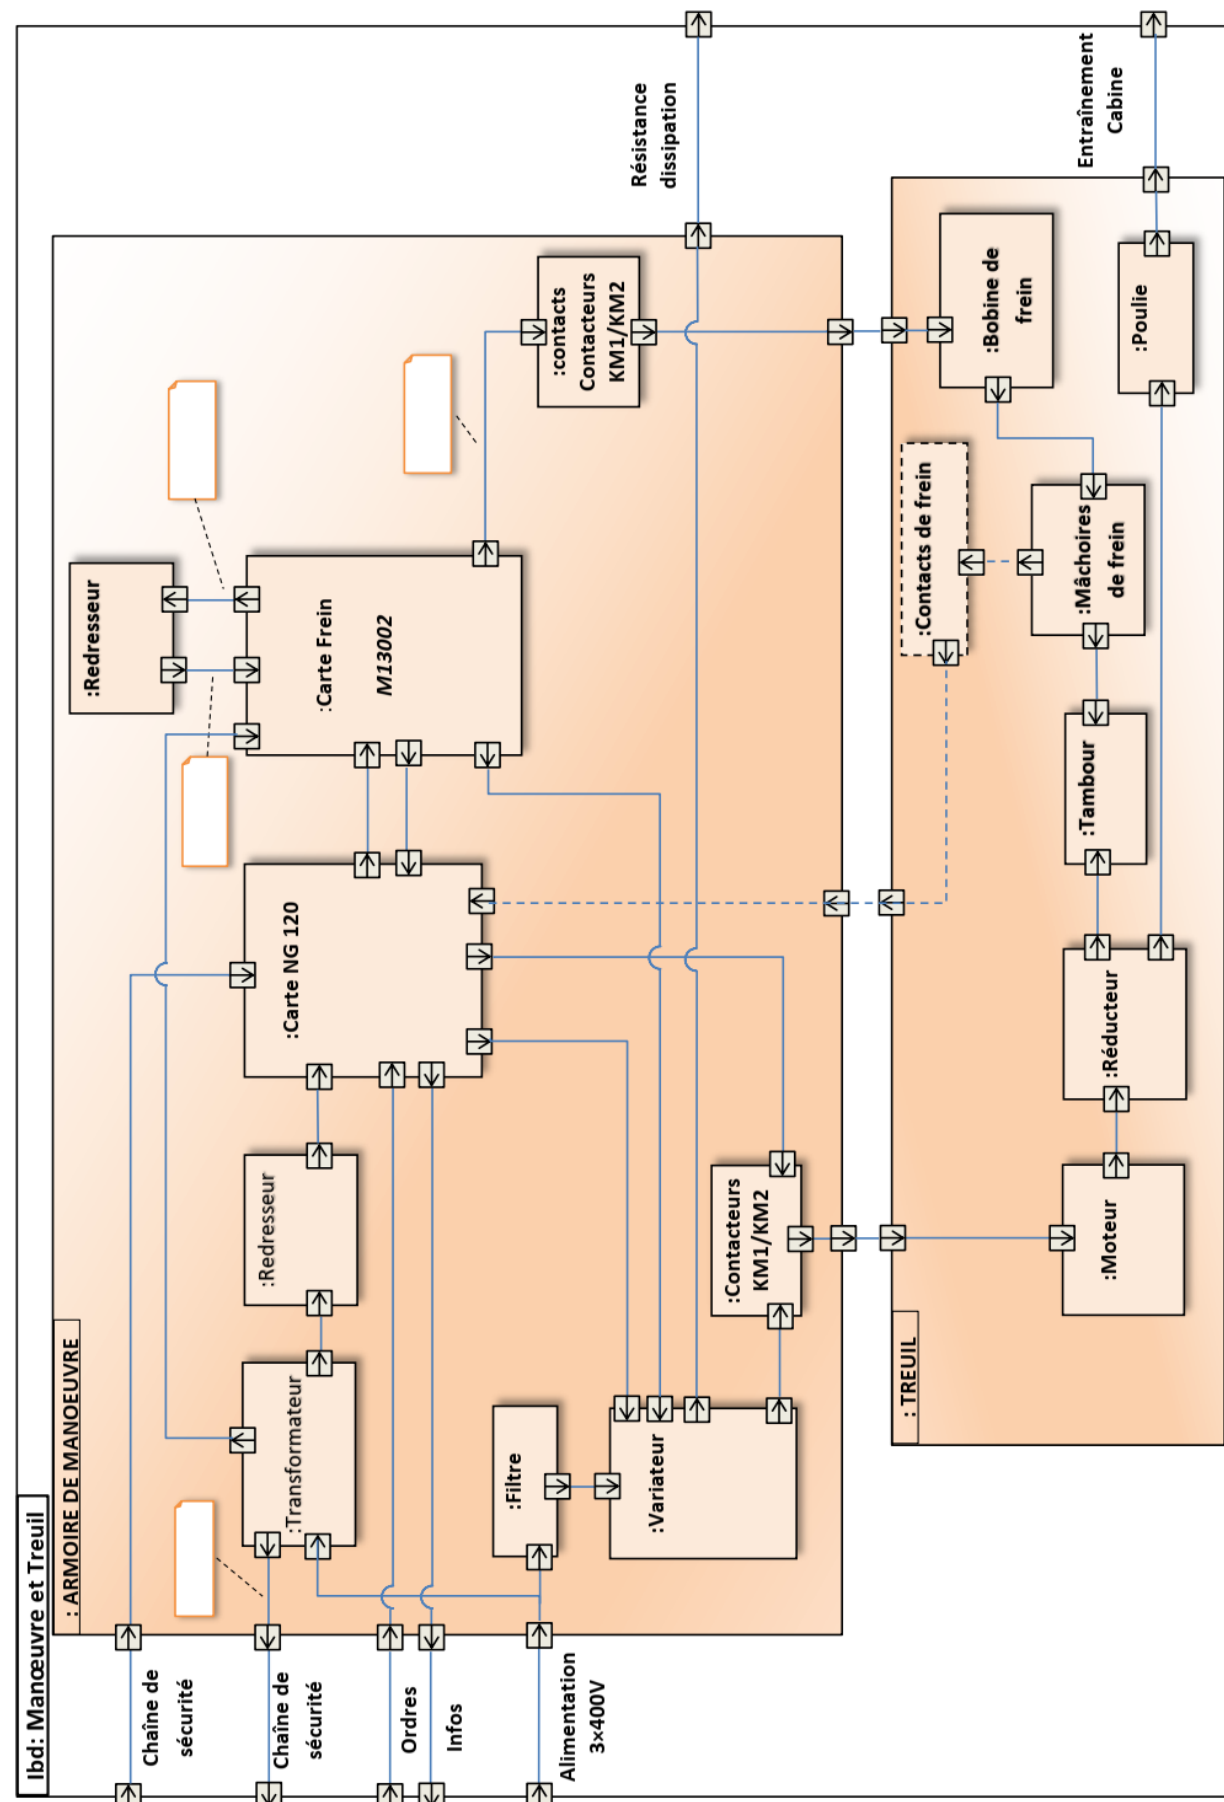 Ibd: Manœuvre et Treuil
: ARMOIRE DE MANOEUVRE
Chaîne de
sécurité
Chaîne de
sécurité
Ordres
Infos
Alimentation
3×400V
:Transformateur
:Redresseur
:Carte NG 120
:Carte Frein
M13002
:Redresseur
:contacts
Contacteurs
KM1/KM2
Résistance
dissipation
:Filtre
:Variateur
:Contacteurs
KM1/KM2
: TREUIL
:Moteur
:Réducteur
:Tambour
:Mâchoires
de frein
:Contacts de frein
:Bobine de
frein
:Poulie
Entraînement
Cabine